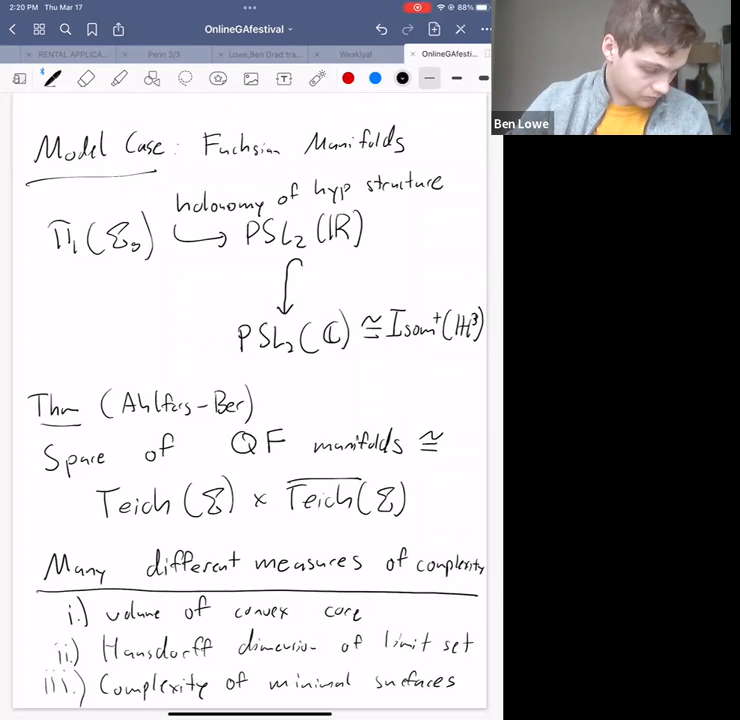 2:20 PM Thu Mar 17
88%
OnlineGAfestival
RENTAL APPLICA...
Penn 3/3
Lowe,Ben Grad tra...
Weaklyaf
OnlineGAfesti...
Ben Lowe
Model Case: Fuchsian Manifolds
holonomy of hyp structure
π₁(Σ₀) ↪ PSL₂(ℝ)
PSL₂(ℂ) ≅ Isom⁺(ℍ³)
Thm (Ahlfors-Ber)
Space of QF manifolds ≅
Teich(Σ) × \overline{Teich}(Σ)
Many different measures of complexity
i.) volume of convex core
ii.) Hausdorff dimension of limit set
iii.) Complexity of minimal surfaces